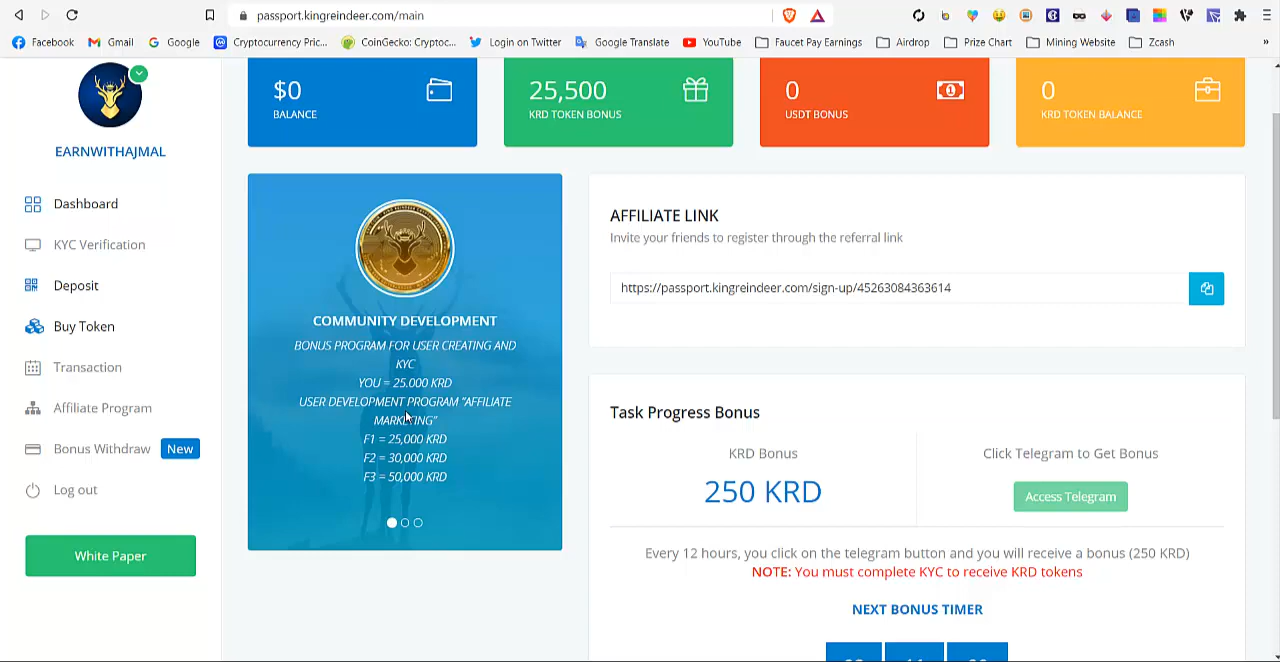 passport.kingreindeer.com/main
Facebook Gmail Google Cryptocurrency Pric... CoinGecko: Cryptoc... Login on Twitter Google Translate YouTube Faucet Pay Earnings Airdrop Prize Chart Mining Website Zcash »
EARNWITHAJMAL
Dashboard
KYC Verification
Deposit
Buy Token
Transaction
Affiliate Program
Bonus Withdraw New
Log out
White Paper
$0
BALANCE
25,500
KRD TOKEN BONUS
0
USDT BONUS
0
KRD TOKEN BALANCE
COMMUNITY DEVELOPMENT
BONUS PROGRAM FOR USER CREATING AND
KYC
YOU = 25.000 KRD
USER DEVELOPMENT PROGRAM "AFFILIATE
MARKETING"
F1 = 25,000 KRD
F2 = 30,000 KRD
F3 = 50,000 KRD
AFFILIATE LINK
Invite your friends to register through the referral link
https://passport.kingreindeer.com/sign-up/45263084363614
Task Progress Bonus
KRD Bonus
250 KRD
Click Telegram to Get Bonus
Access Telegram
Every 12 hours, you click on the telegram button and you will receive a bonus (250 KRD)
NOTE: You must complete KYC to receive KRD tokens
NEXT BONUS TIMER